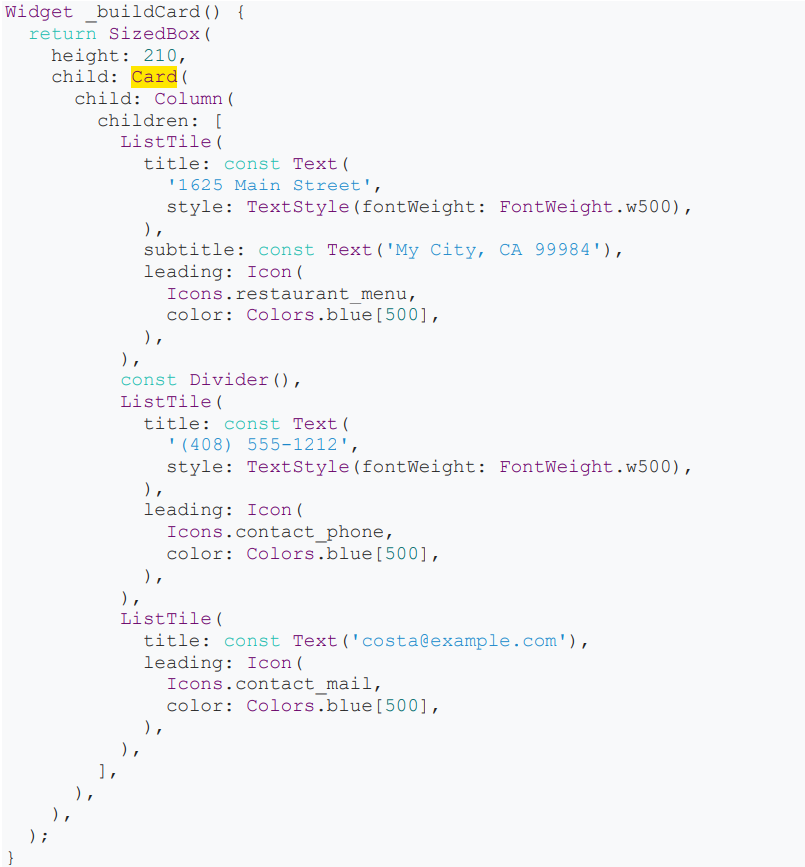 Widget _buildCard() {
  return SizedBox(
    height: 210,
    child: Card(
      child: Column(
        children: [
          ListTile(
            title: const Text(
              '1625 Main Street',
              style: TextStyle(fontWeight: FontWeight.w500),
            ),
            subtitle: const Text('My City, CA 99984'),
            leading: Icon(
              Icons.restaurant_menu,
              color: Colors.blue[500],
            ),
          ),
          const Divider(),
          ListTile(
            title: const Text(
              '(408) 555-1212',
              style: TextStyle(fontWeight: FontWeight.w500),
            ),
            leading: Icon(
              Icons.contact_phone,
              color: Colors.blue[500],
            ),
          ),
          ListTile(
            title: const Text('costa@example.com'),
            leading: Icon(
              Icons.contact_mail,
              color: Colors.blue[500],
            ),
          ),
        ],
      ),
    ),
  );
}